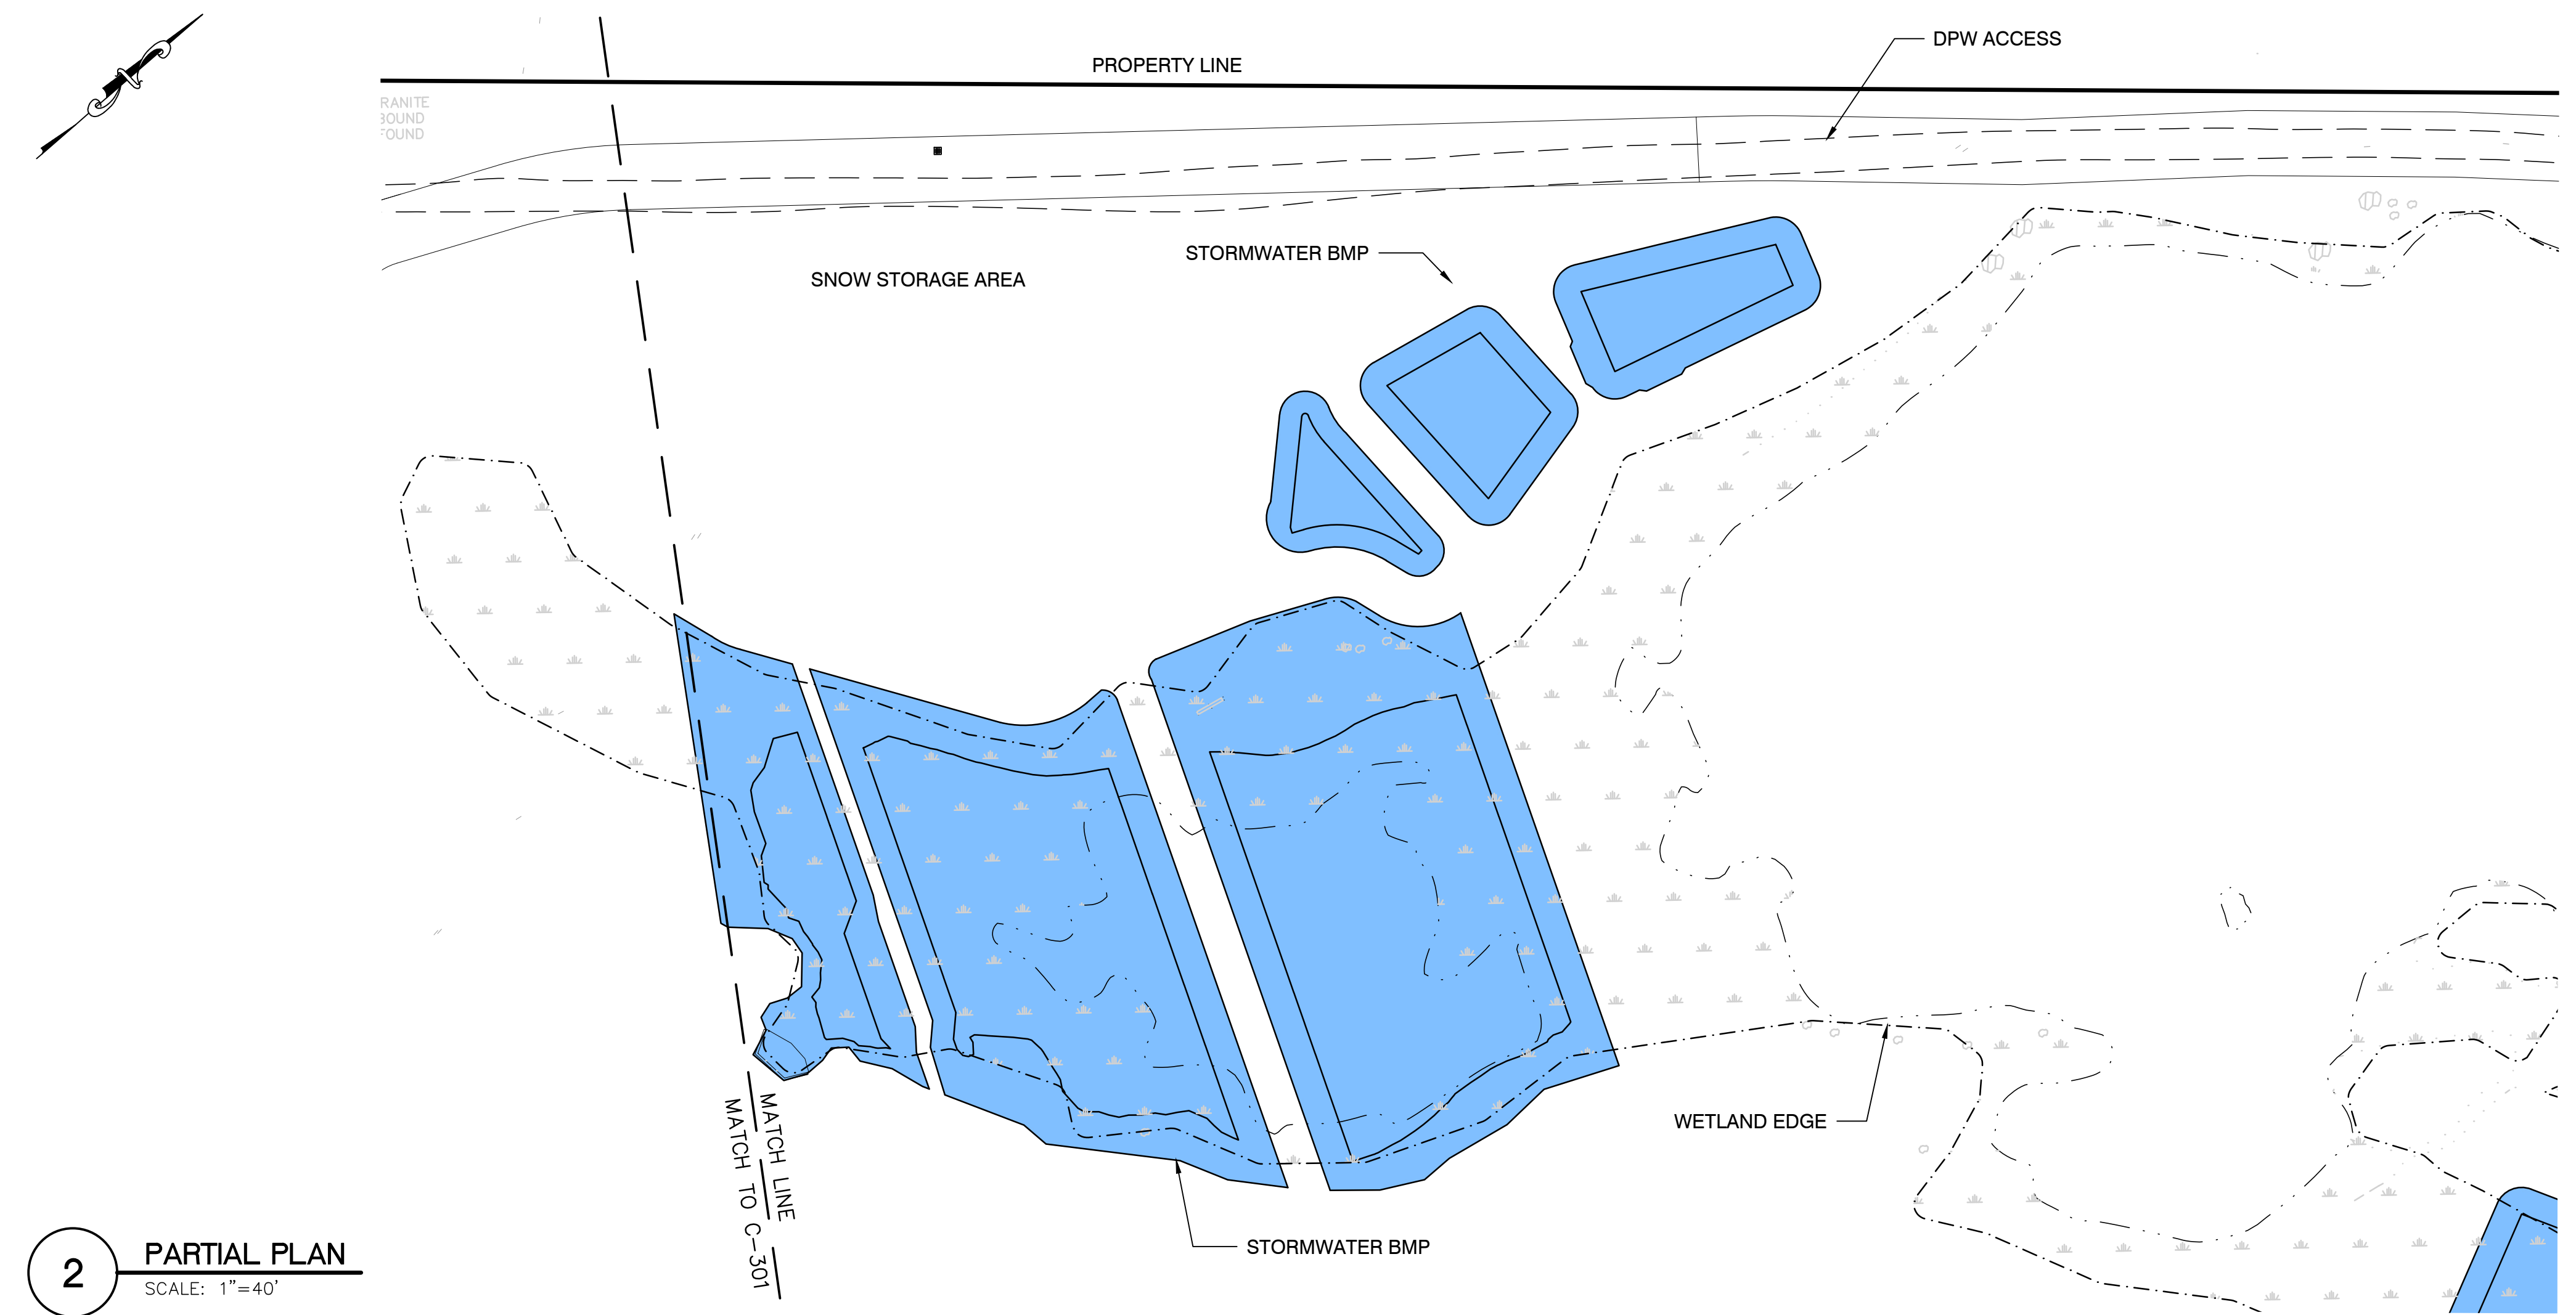 DPW ACCESS
PROPERTY LINE
RANITE
BOUND
FOUND
STORMWATER BMP
SNOW STORAGE AREA
WETLAND EDGE
MATCH LINE
MATCH TO C-301
STORMWATER BMP
2
PARTIAL PLAN
SCALE: 1"=40'